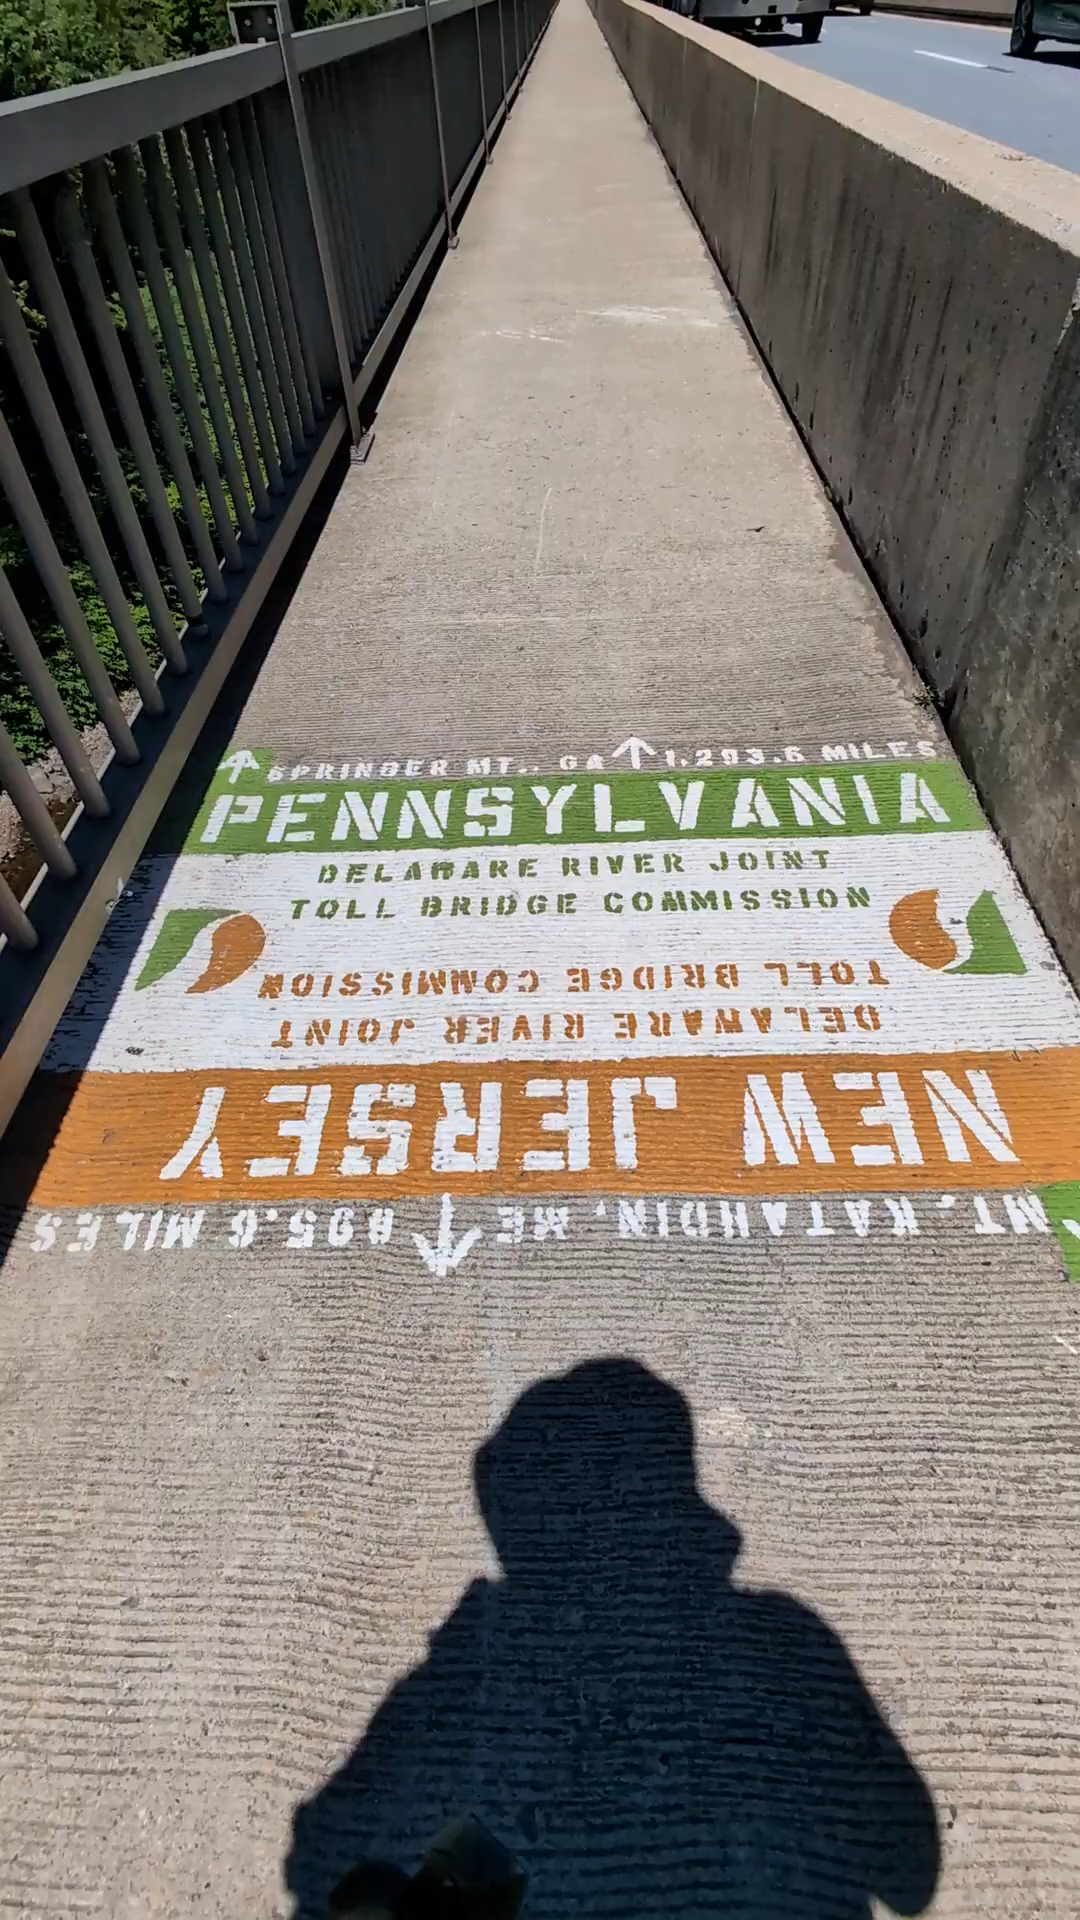 SPRINGER MT., GA 1,293.6 MILES
PENNSYLVANIA
DELAWARE RIVER JOINT
TOLL BRIDGE COMMISSION
TOLL BRIDGE COMMISSION
DELAWARE RIVER JOINT
NEW JERSEY
MT. KATAHDIN, ME. 895.6 MILES